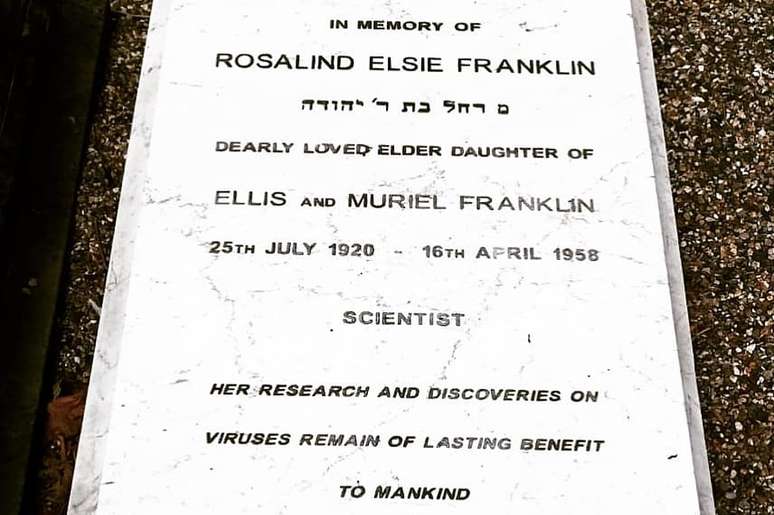 IN MEMORY OF
ROSALIND ELSIE FRANKLIN
מ רחל בת ר׳ יהודה
DEARLY LOVED ELDER DAUGHTER OF
ELLIS AND MURIEL FRANKLIN
25TH JULY 1920 - 16TH APRIL 1958
SCIENTIST
HER RESEARCH AND DISCOVERIES ON
VIRUSES REMAIN OF LASTING BENEFIT
TO MANKIND